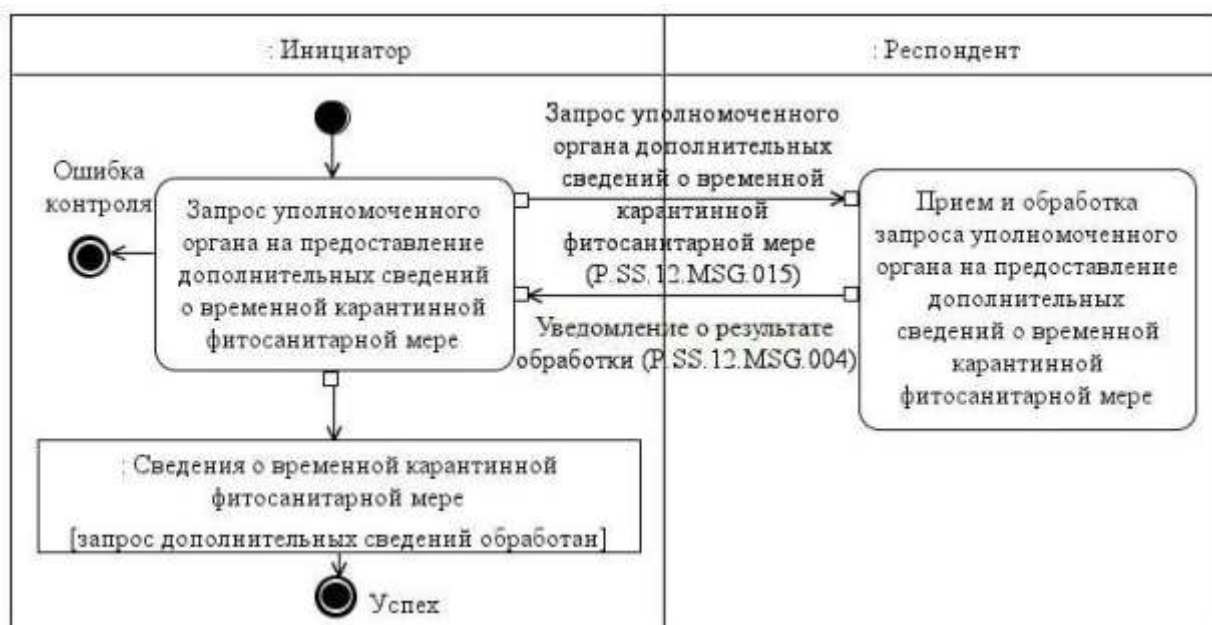 : Инициатор
: Респондент
Ошибка
контроля
Запрос уполномоченного
органа на предоставление
дополнительных сведений
о временной карантинной
фитосанитарной мере
Запрос уполномоченного
органа дополнительных
сведений о временной
карантинной
фитосанитарной мере
(P.SS.12.MSG.015)
Уведомление о результате
обработки (P.SS.12.MSG.004)
Прием и обработка
запроса уполномоченного
органа на предоставление
дополнительных
сведений о временной
карантинной
фитосанитарной мере
: Сведения о временной карантинной
фитосанитарной мере
[запрос дополнительных сведений обработан]
Успех